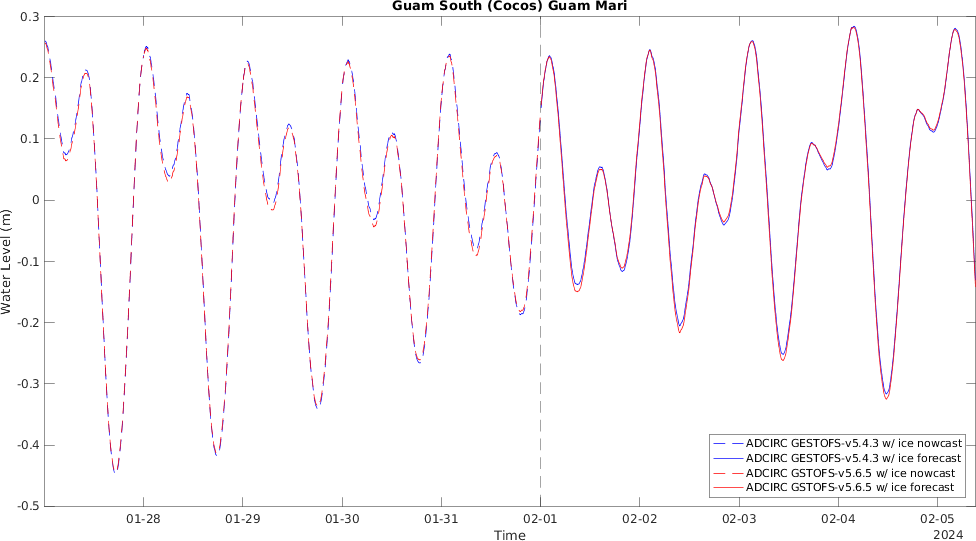 Guam South (Cocos) Guam Mari
0.3
0.2
0.1
0
-0.1
-0.2
-0.3
-0.4
-0.5
Water Level (m)
01-28
01-29
01-30
01-31
02-01
02-02
02-03
02-04
02-05
Time
2024
ADCIRC GESTOFS-v5.4.3 w/ ice nowcast
ADCIRC GESTOFS-v5.4.3 w/ ice forecast
ADCIRC GSTOFS-v5.6.5 w/ ice nowcast
ADCIRC GSTOFS-v5.6.5 w/ ice forecast